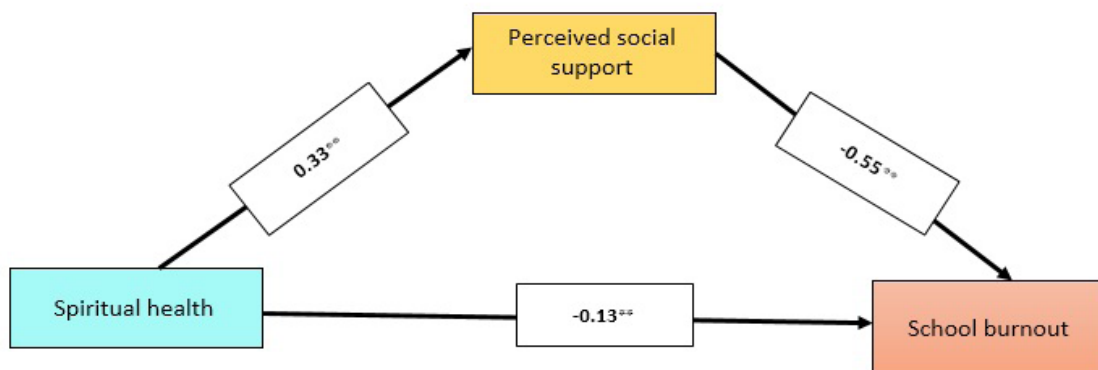 Perceived social
support
0.33**
-0.55**
Spiritual health
-0.13**
School burnout